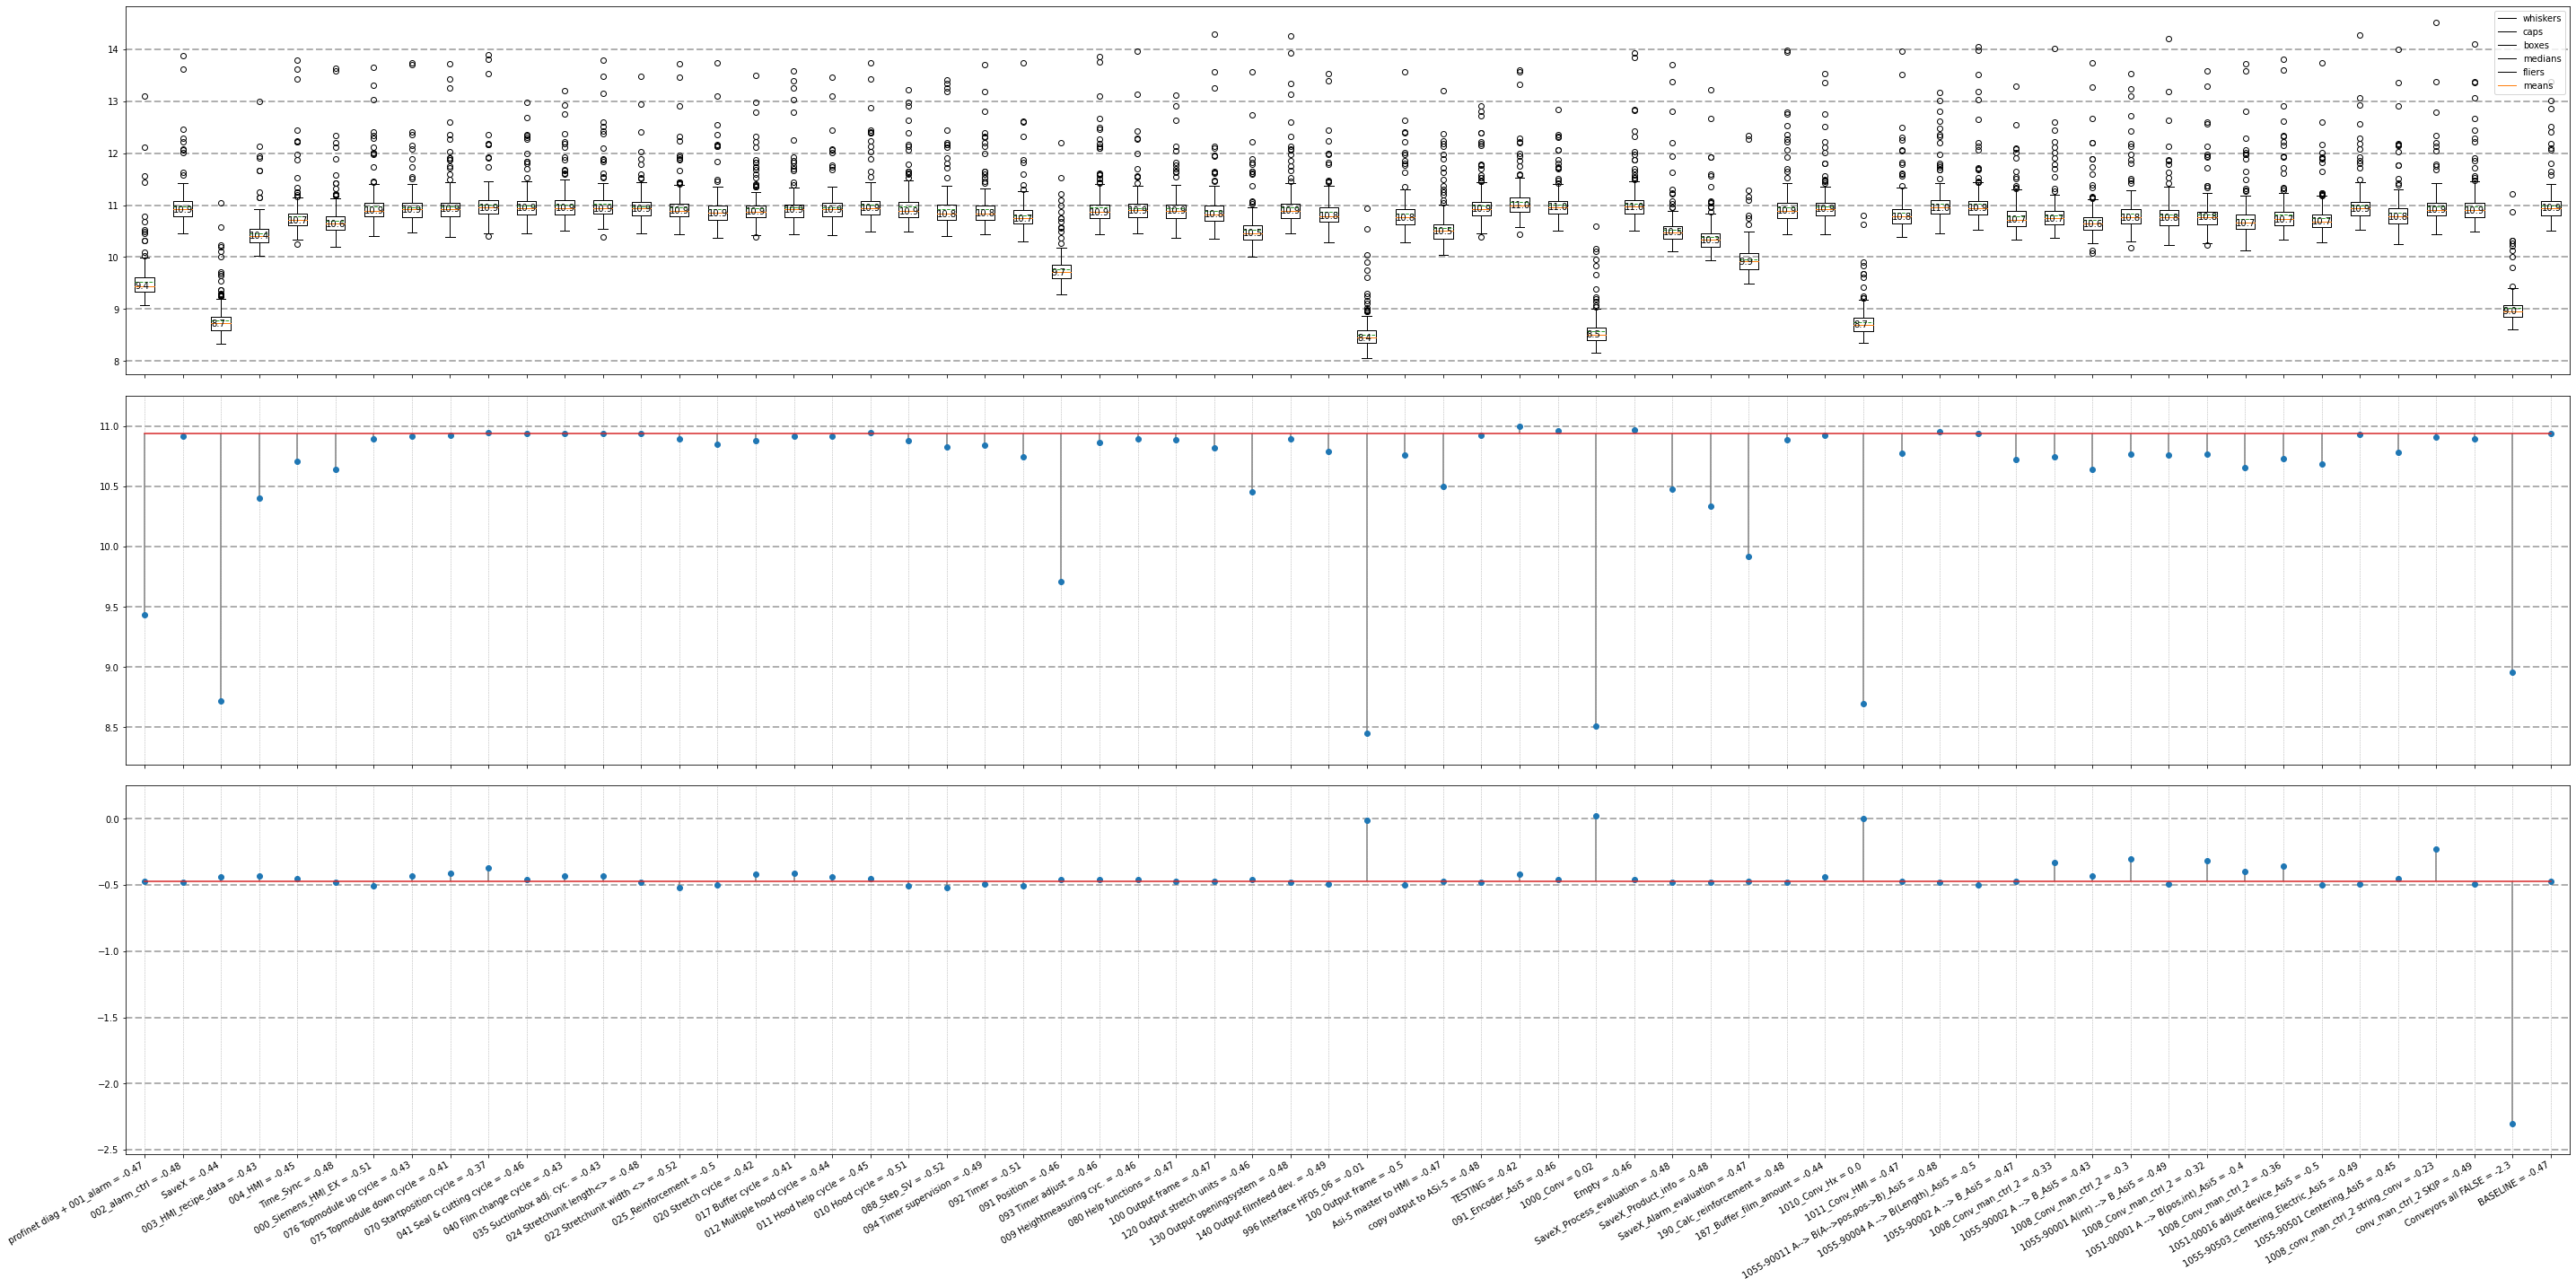 whiskers
caps
boxes
medians
fliers
means
14
13
12
11
10
9
8
9.4 10.9 8.7 10.4 10.7 10.6 10.9 10.9 10.9 10.9 10.9 10.9 10.9 10.9 10.9 10.9 10.9 10.9 10.9 10.9 10.9 10.8 10.8 10.7 9.7 10.9 10.9 10.9 10.8 10.5 10.9 10.8 8.4 10.8 10.5 10.9 11.0 11.0 8.5 11.0 10.5 10.3 9.9 10.9 10.9 8.7 10.8 11.0 10.9 10.7 10.7 10.6 10.8 10.8 10.8 10.7 10.7 10.7 10.9 10.8 10.9 10.9 9.0 10.9
11.0
10.5
10.0
9.5
9.0
8.5
0.0
−0.5
−1.0
−1.5
−2.0
−2.5
profinet diag + 001_alarm = -0.47
002_alarm_ctrl = -0.48
SaveX = -0.44
003_HMI_recipe_data = -0.43
004_HMI = -0.45
Time_Sync = -0.48
000_Siemens_HMI_EX = -0.51
076 Topmodule up cycle = -0.43
075 Topmodule down cycle = -0.41
070 Startposition cycle = -0.37
041 Seal & cutting cycle = -0.46
040 Film change cycle = -0.43
035 Suctionbox adj. cyc. = -0.43
024 Stretchunit length<> = -0.48
022 Stretchunit width <> = -0.52
025_Reinforcement = -0.5
020 Stretch cycle = -0.42
017 Buffer cycle = -0.41
012 Multiple hood cycle = -0.44
011 Hood help cycle = -0.45
010 Hood cycle = -0.51
088_Step_SV = -0.52
094 Timer supervision = -0.49
092 Timer = -0.51
091 Position = -0.46
093 Timer adjust = -0.46
009 Heightmeasuring cyc. = -0.46
080 Help functions = -0.47
100 Output frame = -0.47
120 Output stretch units = -0.46
130 Output openingsystem = -0.48
140 Output filmfeed dev. = -0.49
996 Interface HF05_06 = -0.01
100 Output frame = -0.5
Asi-5 master to HMI = -0.47
copy output to ASi-5 = -0.48
TESTING = -0.42
091_Encoder_Asi5 = -0.46
1000_Conv = 0.02
Empty = -0.46
SaveX_Process_evaluation = -0.48
SaveX_Product_info = -0.48
SaveX_Alarm_evaluation = -0.47
190_Calc_reinforcement = -0.48
187_Buffer_film_amount = -0.44
1010_Conv_Hx = 0.0
1011_Conv_HMI = -0.47
1055-90011 A--> B(A-->pos.pos->B)_Asi5 = -0.48
1055-90004 A --> B(Length)_Asi5 = -0.5
1055-90002 A --> B_Asi5 = -0.47
1008_Conv_man_ctrl_2 = -0.33
1055-90002 A --> B_Asi5 = -0.43
1008_Conv_man_ctrl_2 = -0.3
1055-90001 A(int) --> B_Asi5 = -0.49
1008_Conv_man_ctrl_2 = -0.32
1051-00001 A --> B(pos.int)_Asi5 = -0.4
1008_Conv_man_ctrl_2 = -0.36
1051-00016 adjust device_Asi5 = -0.5
1055-90503_Centering_Electric_Asi5 = -0.49
1055-90501 Centering_Asi5 = -0.45
1008_conv_man_ctrl_2 string_conv = -0.23
conv_man_ctrl_2 SKIP = -0.49
Conveyors all FALSE = -2.3
BASELINE = -0.47